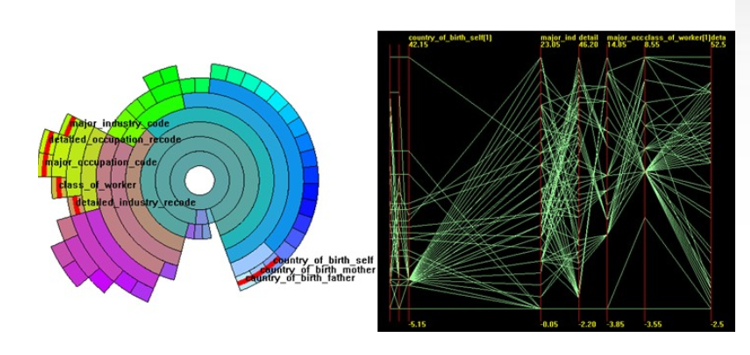 major_industry_code
detailed_occupation_recode
major_occupation_code
class_of_worker
detailed_industry_recode
country_of_birth_self
country_of_birth_mother
country_of_birth_father
country_of_birth_self[1] major_ind detail major_occ class_of_worker[1] deta
42.15 23.05 46.20 14.85 8.55 52.5
-5.15 -0.05 -2.20 -3.85 -3.55 -2.5